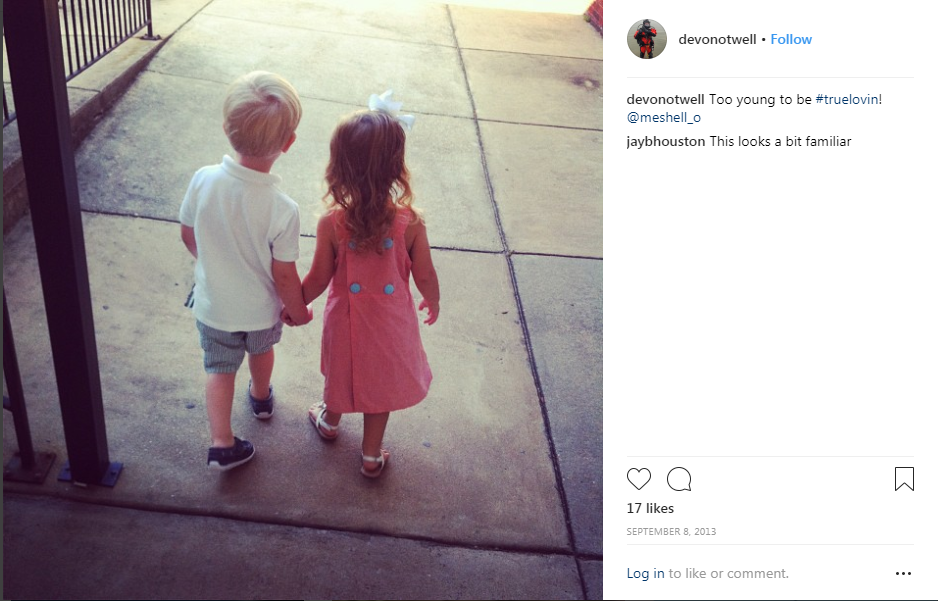 devonotwell • Follow
devonotwell Too young to be #truelovin!
@meshell_o
jaybhouston This looks a bit familiar
17 likes
SEPTEMBER 8, 2013
Log in to like or comment.